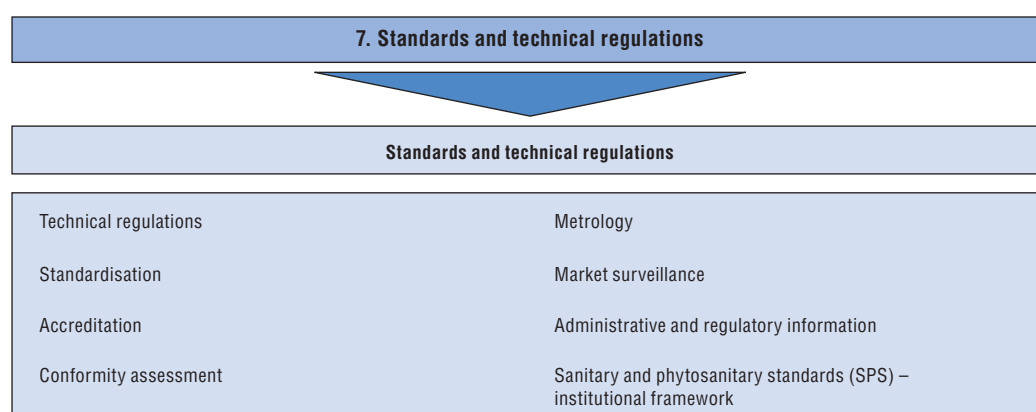 7. Standards and technical regulations
Standards and technical regulations
Technical regulations
Standardisation
Accreditation
Conformity assessment
Metrology
Market surveillance
Administrative and regulatory information
Sanitary and phytosanitary standards (SPS) –
institutional framework